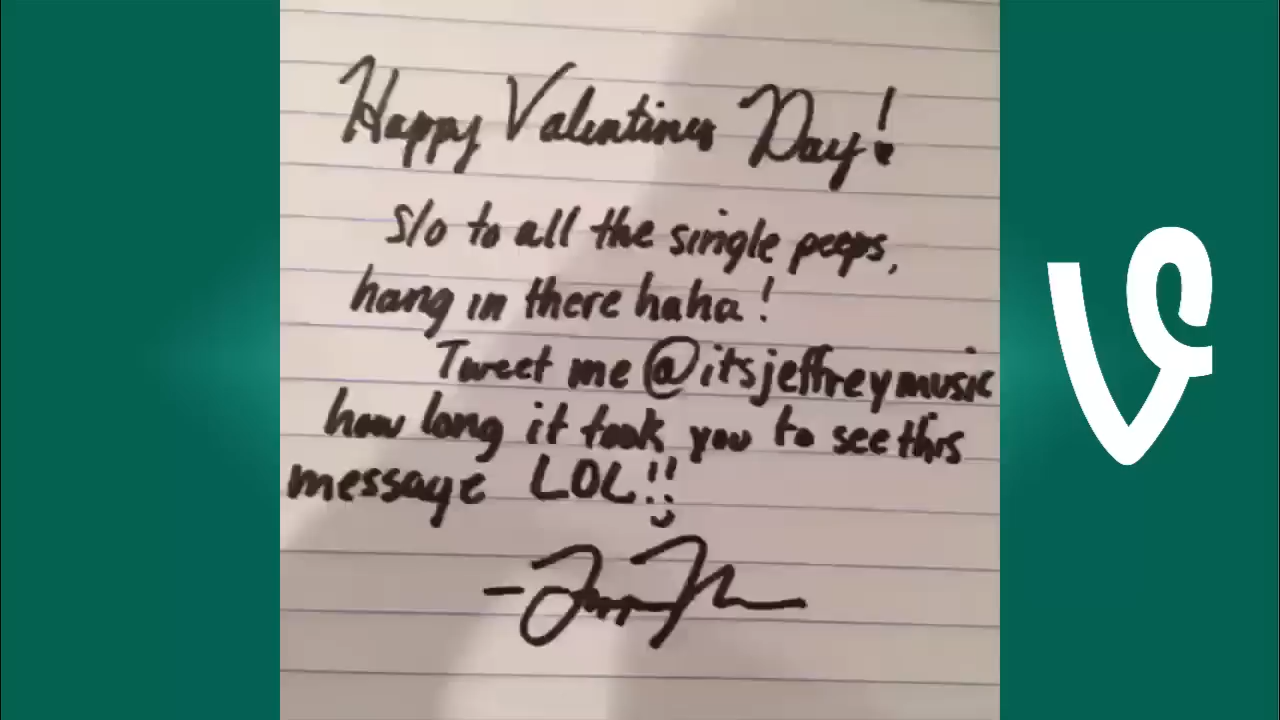 Happy Valentines Day!
S/o to all the single peeps,
hang in there haha!
Tweet me @itsjeffreymusic
how long it took you to see this
message LOL!!